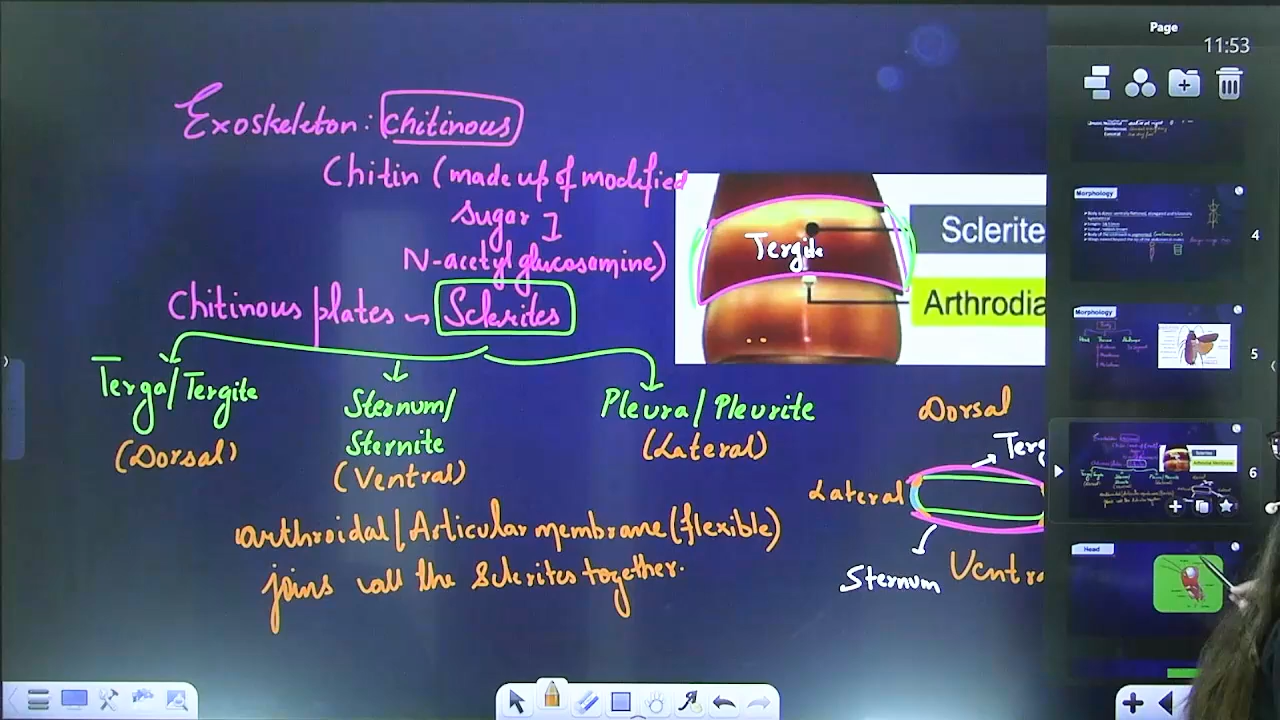 Page
11:53
Exoskeleton: chitinous
Chitin (made up of modified
sugar I
N-acetyl glucosamine)
Chitinous plates → Sclerites
Terga/Tergite
(Dorsal)
Sternum/
Sternite
(Ventral)
Pleura/Pleurite
(Lateral)
arthroidal/Articular membrane (flexible)
joins all the Sclerites together.
Tergite
Sclerite
Arthrodia
Dorsal
Terg
Lateral
Sternum
Ventra
Morphology
4
Morphology
5
6
Head